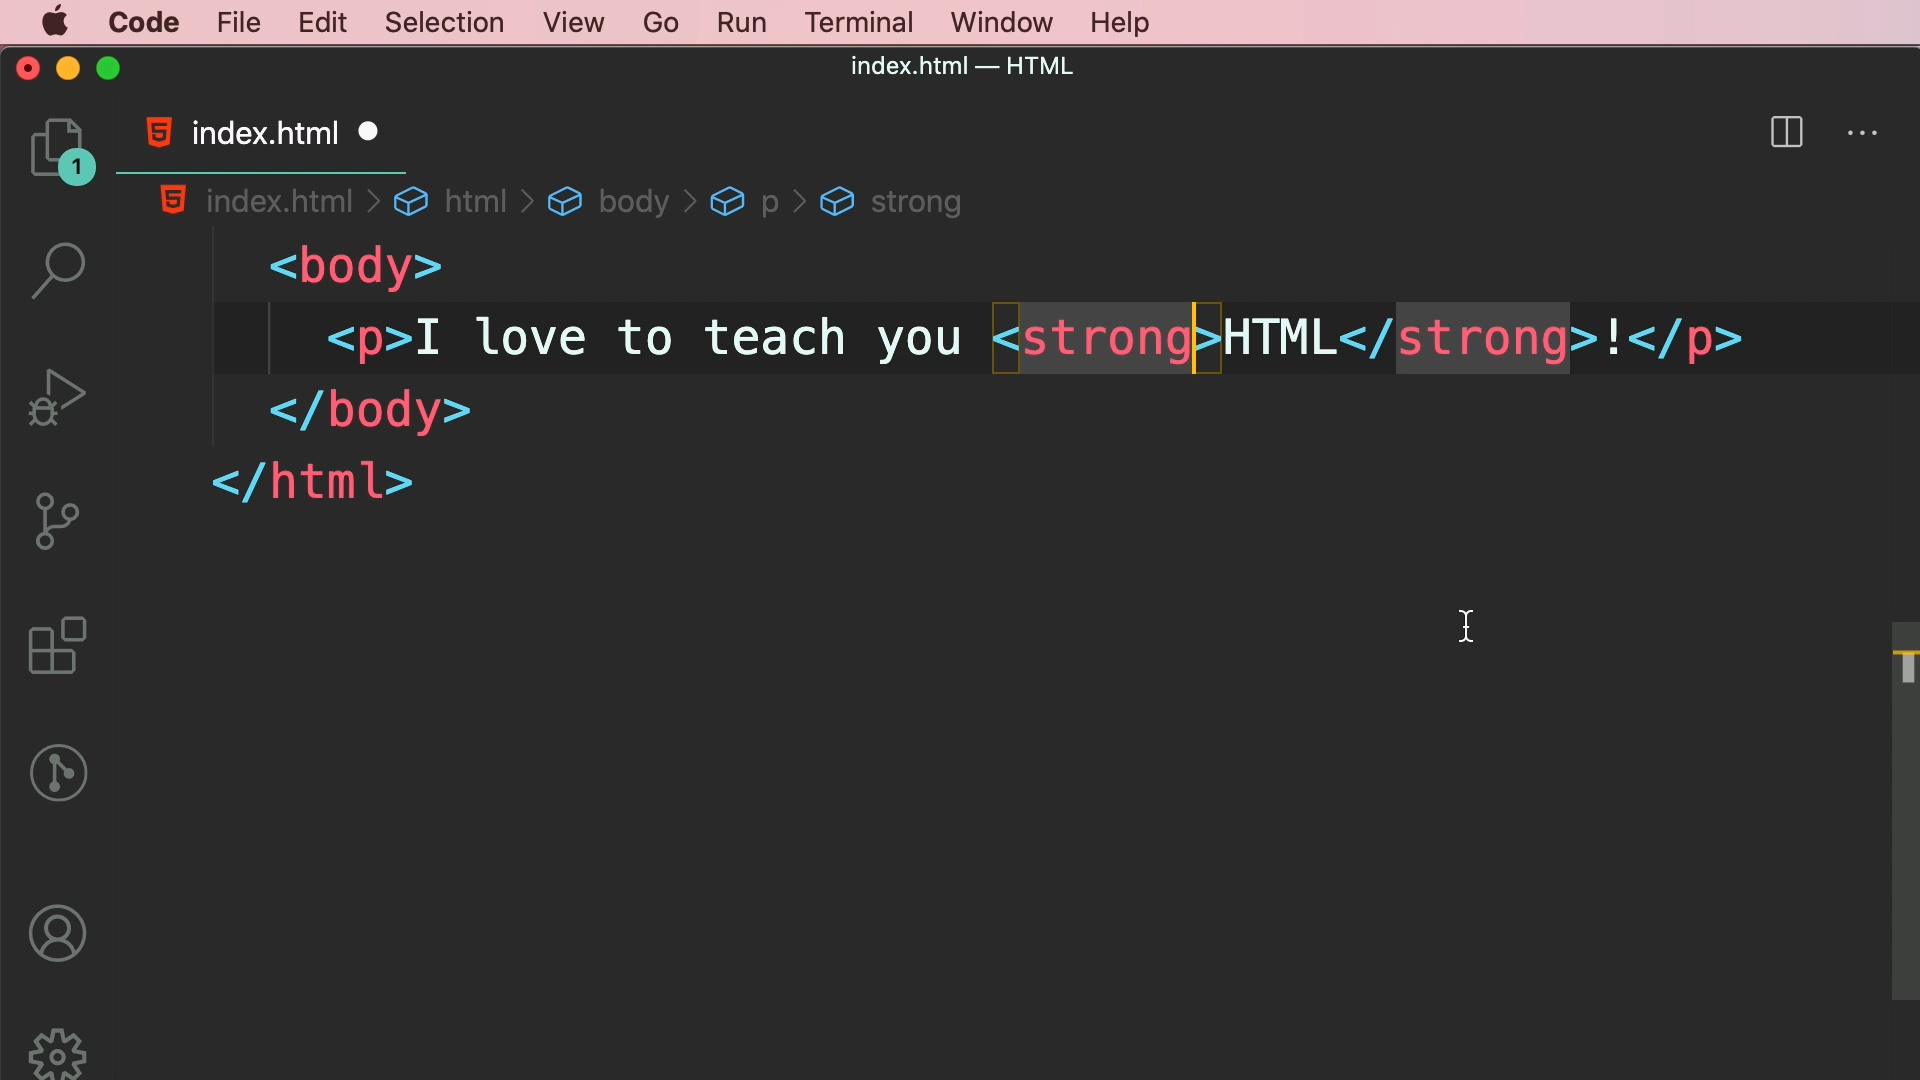 Code File Edit Selection View Go Run Terminal Window Help
index.html — HTML
index.html
1
index.html > html > body > p > strong
<body>
<p>I love to teach you <strong>HTML</strong>!</p>
</body>
</html>